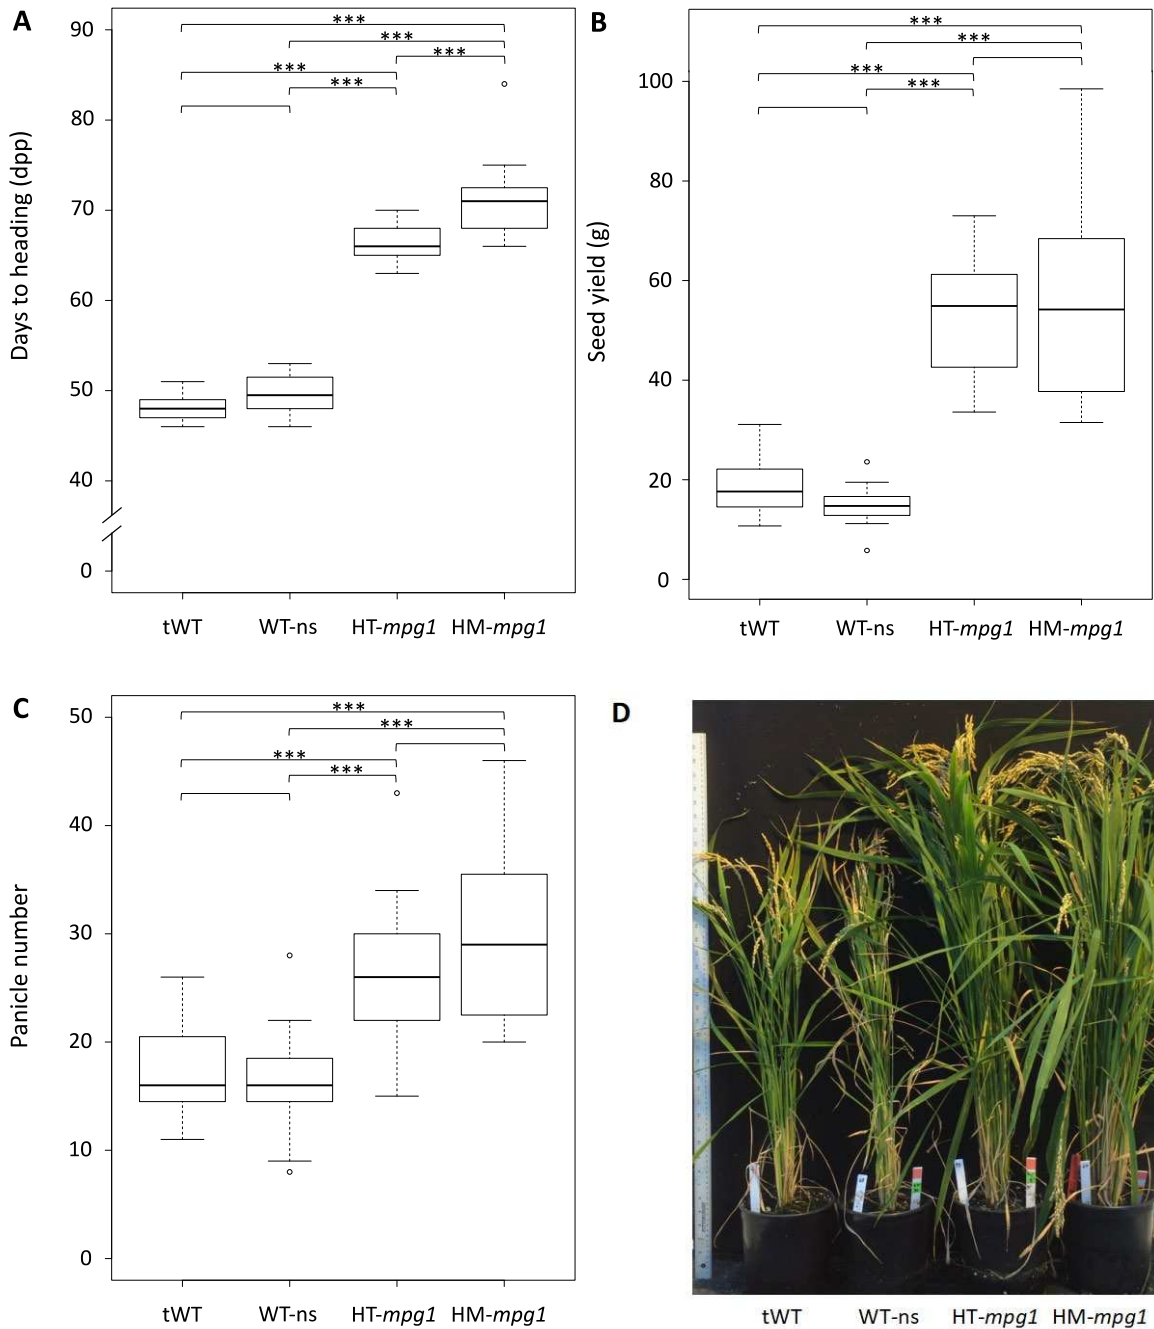 A
90
80
70
60
50
40
0
Days to heading (dpp)
***
***
***
***
***
tWT
WT-ns
HT-mpg1
HM-mpg1
B
100
80
60
40
20
0
Seed yield (g)
***
***
***
***
tWT
WT-ns
HT-mpg1
HM-mpg1
C
50
40
30
20
10
0
Panicle number
***
***
***
***
tWT
WT-ns
HT-mpg1
HM-mpg1
D
tWT
WT-ns
HT-mpg1
HM-mpg1